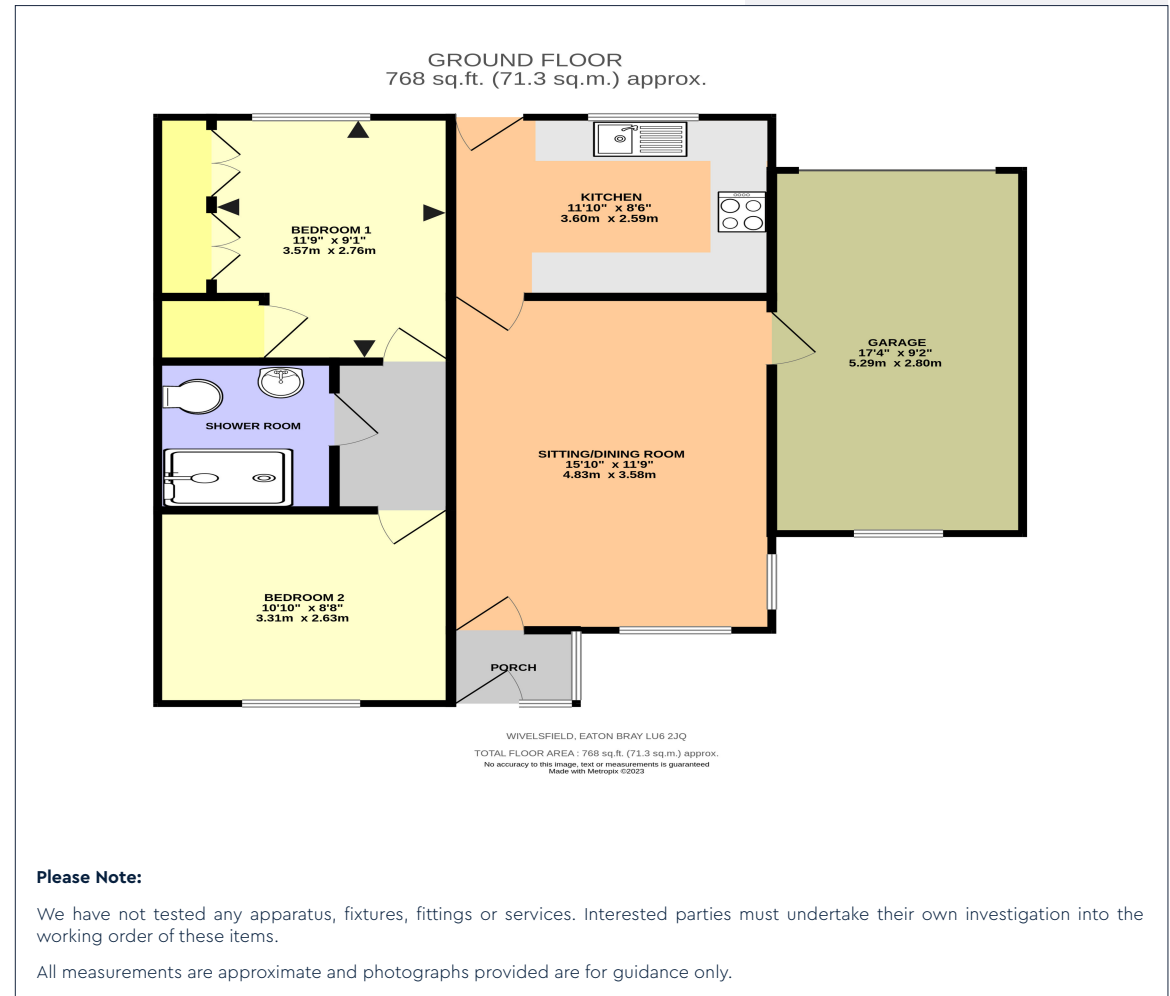 GROUND FLOOR
768 sq.ft. (71.3 sq.m.) approx.
BEDROOM 1
11'9" x 9'1"
3.57m x 2.76m
KITCHEN
11'10" x 8'6"
3.60m x 2.59m
GARAGE
17'4" x 9'2"
5.29m x 2.80m
SHOWER ROOM
SITTING/DINING ROOM
15'10" x 11'9"
4.83m x 3.58m
BEDROOM 2
10'10" x 8'8"
3.31m x 2.63m
PORCH
WIVELSFIELD, EATON BRAY LU6 2JQ
TOTAL FLOOR AREA : 768 sq.ft. (71.3 sq.m.) approx.
No accuracy to this image, text or measurements is guaranteed
Made with Metropix ©2023
Please Note:
We have not tested any apparatus, fixtures, fittings or services. Interested parties must undertake their own investigation into the
working order of these items.
All measurements are approximate and photographs provided are for guidance only.